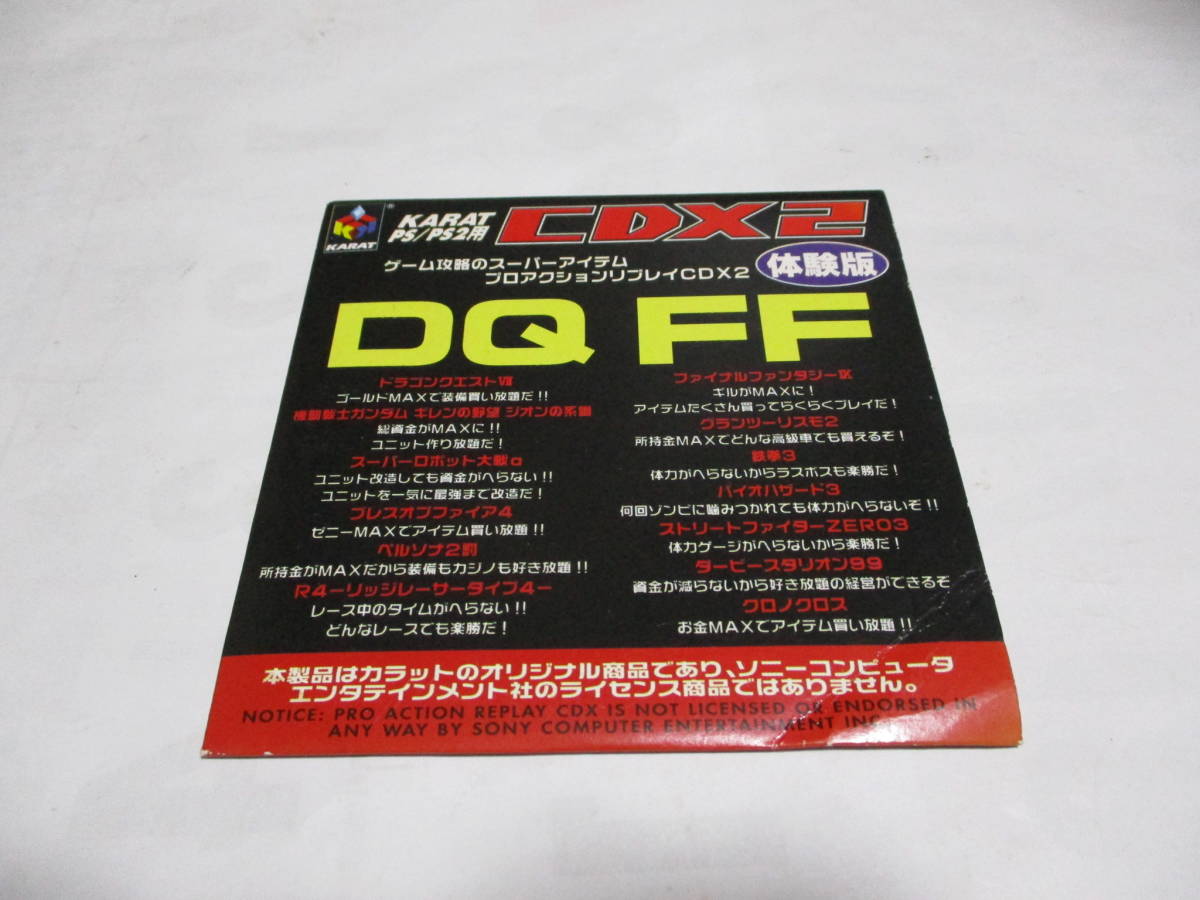 KARAT
KARAT
PS/PS2用
CDX2
ゲーム攻略のスーパーアイテム
プロアクションリプレイCDX2
体験版
DQ FF
ドラゴンクエストⅦ
ゴールドMAXで装備買い放題だ!!
機動戦士ガンダム ギレンの野望 ジオンの系譜
総資金がMAXに!!
ユニット作り放題だ!
スーパーロボット大戦α
ユニット改造しても資金がへらない!!
ユニットを一気に最強まで改造だ!
ブレスオブファイア4
ゼニーMAXでアイテム買い放題!!
ペルソナ2罰
所持金がMAXだから装備もカジノも好き放題!!
R4ーリッジレーサータイプ4ー
レース中のタイムがへらない!!
どんなレースでも楽勝だ!
ファイナルファンタジーⅨ
ギルがMAXに!
アイテムたくさん買ってらくらくプレイだ!
グランツーリスモ2
所持金MAXでどんな高級車でも買えるぞ!
鉄拳3
体力がへらないからラスボスも楽勝だ!
バイオハザード3
何回ゾンビに噛みつかれても体力がへらないぞ!!
ストリートファイターZERO3
体力ゲージがへらないから楽勝だ!
ダービースタリオン99
資金が減らないから好き放題の経営ができるぞ
クロノクロス
お金MAXでアイテム買い放題!!
本製品はカラットのオリジナル商品であり、ソニーコンピュータ
エンタテインメント社のライセンス商品ではありません。
NOTICE: PRO ACTION REPLAY CDX IS NOT LICENSED OR ENDORSED IN
ANY WAY BY SONY COMPUTER ENTERTAINMENT INC